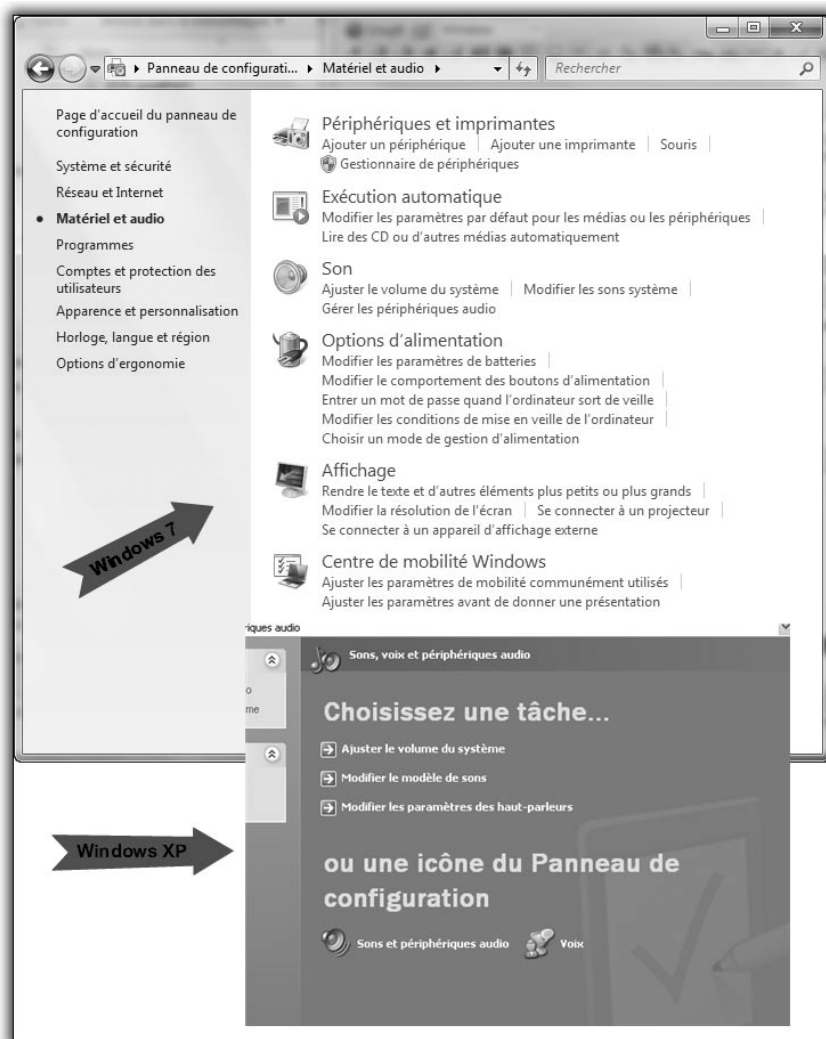 Panneau de configurati... Matériel et audio Rechercher
Page d'accueil du panneau de
configuration
Système et sécurité
Réseau et Internet
Matériel et audio
Programmes
Comptes et protection des
utilisateurs
Apparence et personnalisation
Horloge, langue et région
Options d'ergonomie
Périphériques et imprimantes
Ajouter un périphérique Ajouter une imprimante Souris
Gestionnaire de périphériques
Exécution automatique
Modifier les paramètres par défaut pour les médias ou les périphériques
Lire des CD ou d'autres médias automatiquement
Son
Ajuster le volume du système Modifier les sons système
Gérer les périphériques audio
Options d'alimentation
Modifier les paramètres de batteries
Modifier le comportement des boutons d'alimentation
Entrer un mot de passe quand l'ordinateur sort de veille
Modifier les conditions de mise en veille de l'ordinateur
Choisir un mode de gestion d'alimentation
Affichage
Rendre le texte et d'autres éléments plus petits ou plus grands
Modifier la résolution de l'écran Se connecter à un projecteur
Se connecter à un appareil d'affichage externe
Centre de mobilité Windows
Ajuster les paramètres de mobilité communément utilisés
Ajuster les paramètres avant de donner une présentation
Windows 7
iques audio
Sons, voix et périphériques audio
o
me
Choisissez une tâche...
Ajuster le volume du système
Modifier le modèle de sons
Modifier les paramètres des haut-parleurs
Windows XP
ou une icône du Panneau de
configuration
Sons et périphériques audio Voix